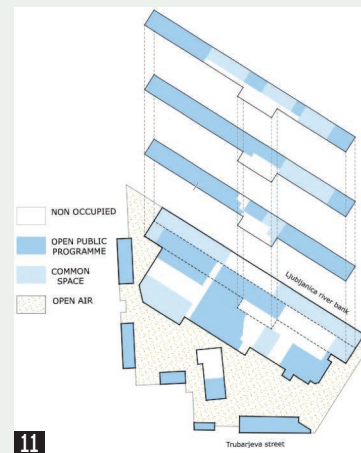 NON OCCUPIED
OPEN PUBLIC
PROGRAMME
COMMON
SPACE
OPEN AIR
Ljubljanica river bank
Trubarjeva street
11